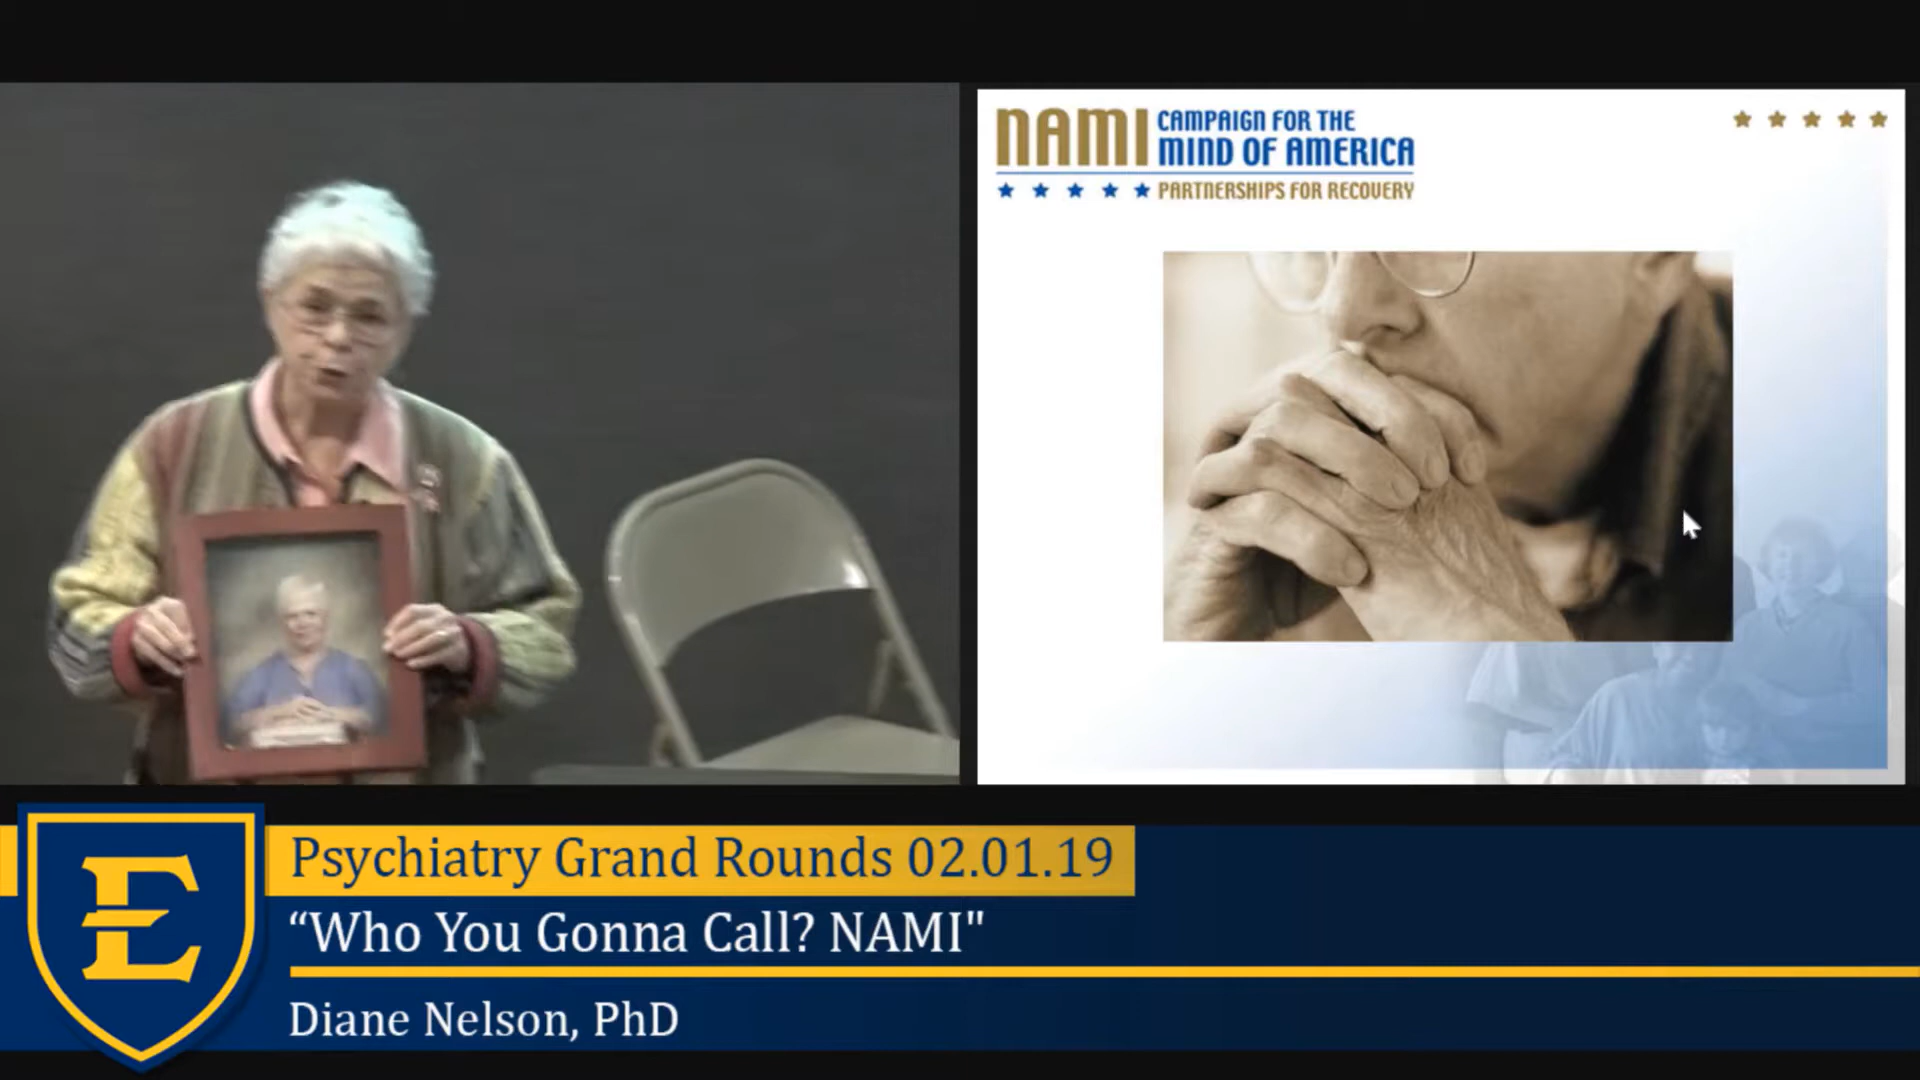 NAMI
CAMPAIGN FOR THE
MIND OF AMERICA
PARTNERSHIPS FOR RECOVERY
E
Psychiatry Grand Rounds 02.01.19
“Who You Gonna Call? NAMI"
Diane Nelson, PhD